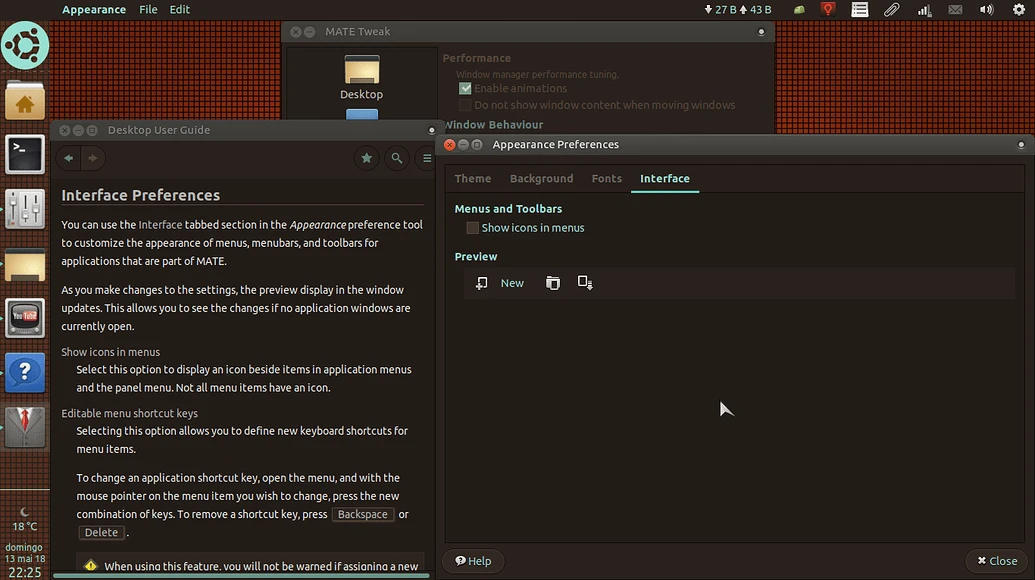 Appearance File Edit 27 B 43 B
MATE Tweak
Desktop
Performance
Window manager performance tuning.
Enable animations
Do not show window content when moving windows
Window Behaviour
Desktop User Guide
Interface Preferences
You can use the Interface tabbed section in the Appearance preference tool
to customize the appearance of menus, menubars, and toolbars for
applications that are part of MATE.
As you make changes to the settings, the preview display in the window
updates. This allows you to see the changes if no application windows are
currently open.
Show icons in menus
Select this option to display an icon beside items in application menus
and the panel menu. Not all menu items have an icon.
Editable menu shortcut keys
Selecting this option allows you to define new keyboard shortcuts for
menu items.
To change an application shortcut key, open the menu, and with the
mouse pointer on the menu item you wish to change, press the new
combination of keys. To remove a shortcut key, press Backspace or
Delete .
When using this feature, you will not be warned if assigning a new
Appearance Preferences
Theme Background Fonts Interface
Menus and Toolbars
Show icons in menus
Preview
New
Help
Close
You Tube
18 °C
domingo
13 mai 18
22:25